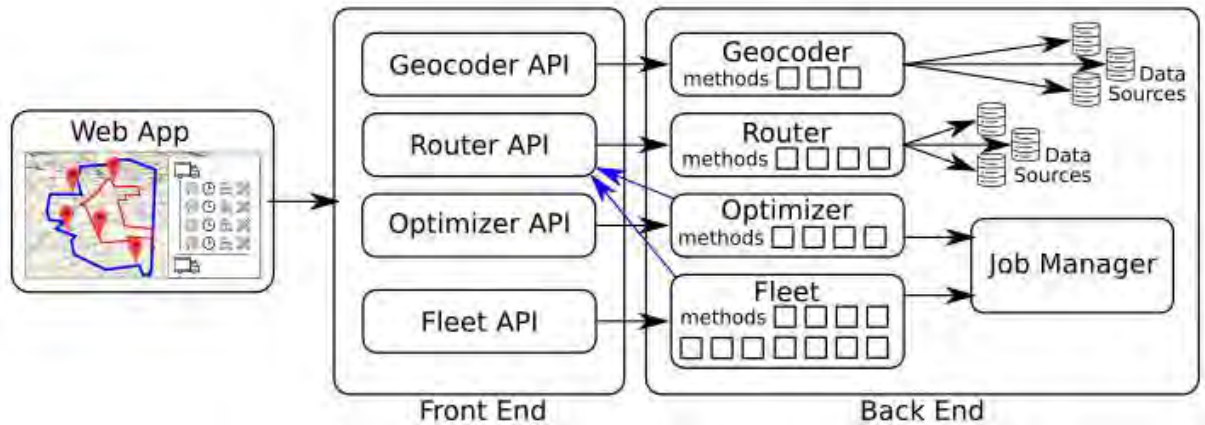 Web App
Geocoder API
Router API
Optimizer API
Fleet API
Front End
Geocoder
methods
Data
Sources
Router
methods
Data
Sources
Optimizer
methods
Fleet
methods
Job Manager
Back End